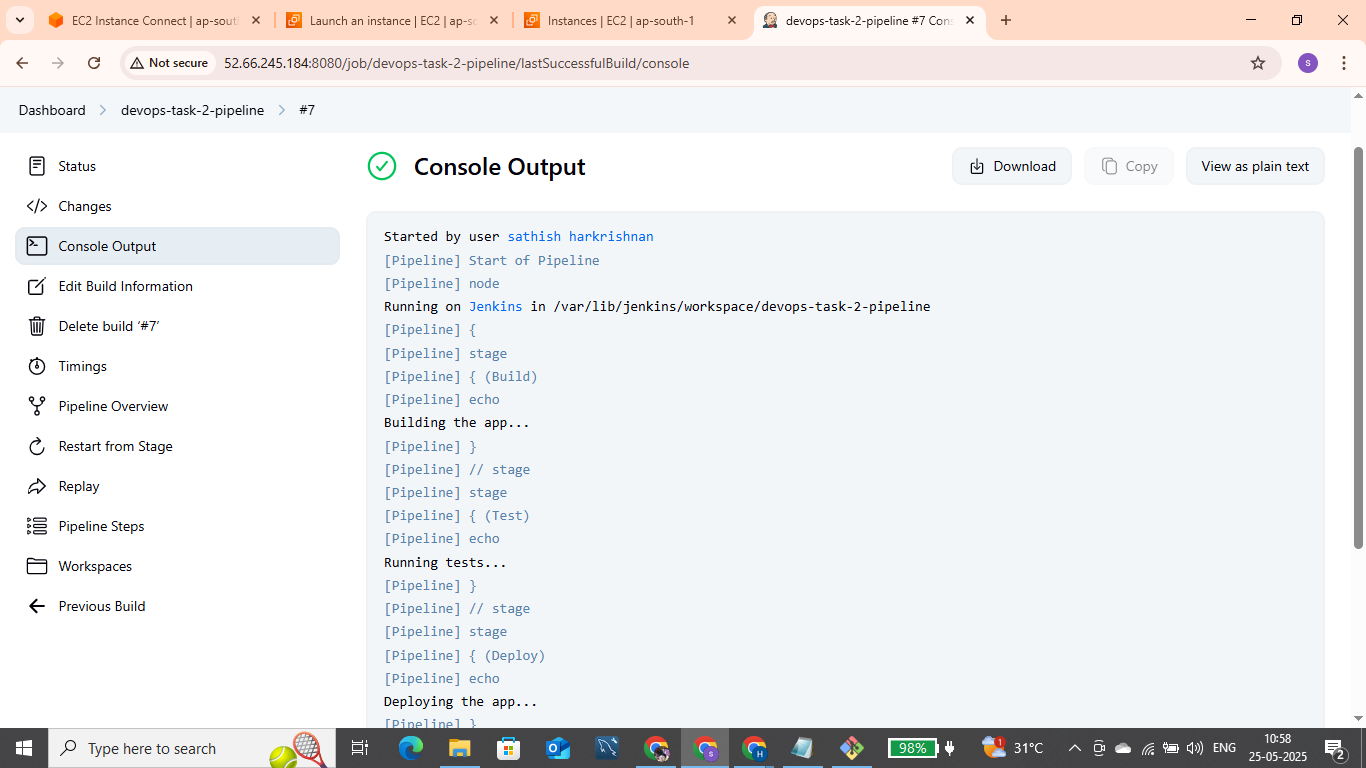 EC2 Instance Connect | ap-sout
Launch an instance | EC2 | ap-so
Instances | EC2 | ap-south-1
devops-task-2-pipeline #7 Cons
Not secure
52.66.245.184:8080/job/devops-task-2-pipeline/lastSuccessfulBuild/console
s
Dashboard
devops-task-2-pipeline
#7
Status
Changes
Console Output
Edit Build Information
Delete build ‘#7’
Timings
Pipeline Overview
Restart from Stage
Replay
Pipeline Steps
Workspaces
Previous Build
Console Output
Download
Copy
View as plain text
Started by user sathish harkrishnan
[Pipeline] Start of Pipeline
[Pipeline] node
Running on Jenkins in /var/lib/jenkins/workspace/devops-task-2-pipeline
[Pipeline] {
[Pipeline] stage
[Pipeline] { (Build)
[Pipeline] echo
Building the app...
[Pipeline] }
[Pipeline] // stage
[Pipeline] stage
[Pipeline] { (Test)
[Pipeline] echo
Running tests...
[Pipeline] }
[Pipeline] // stage
[Pipeline] stage
[Pipeline] { (Deploy)
[Pipeline] echo
Deploying the app...
[Pipeline] }
Type here to search
98%
1
31°C
ENG
10:58
25-05-2025
2